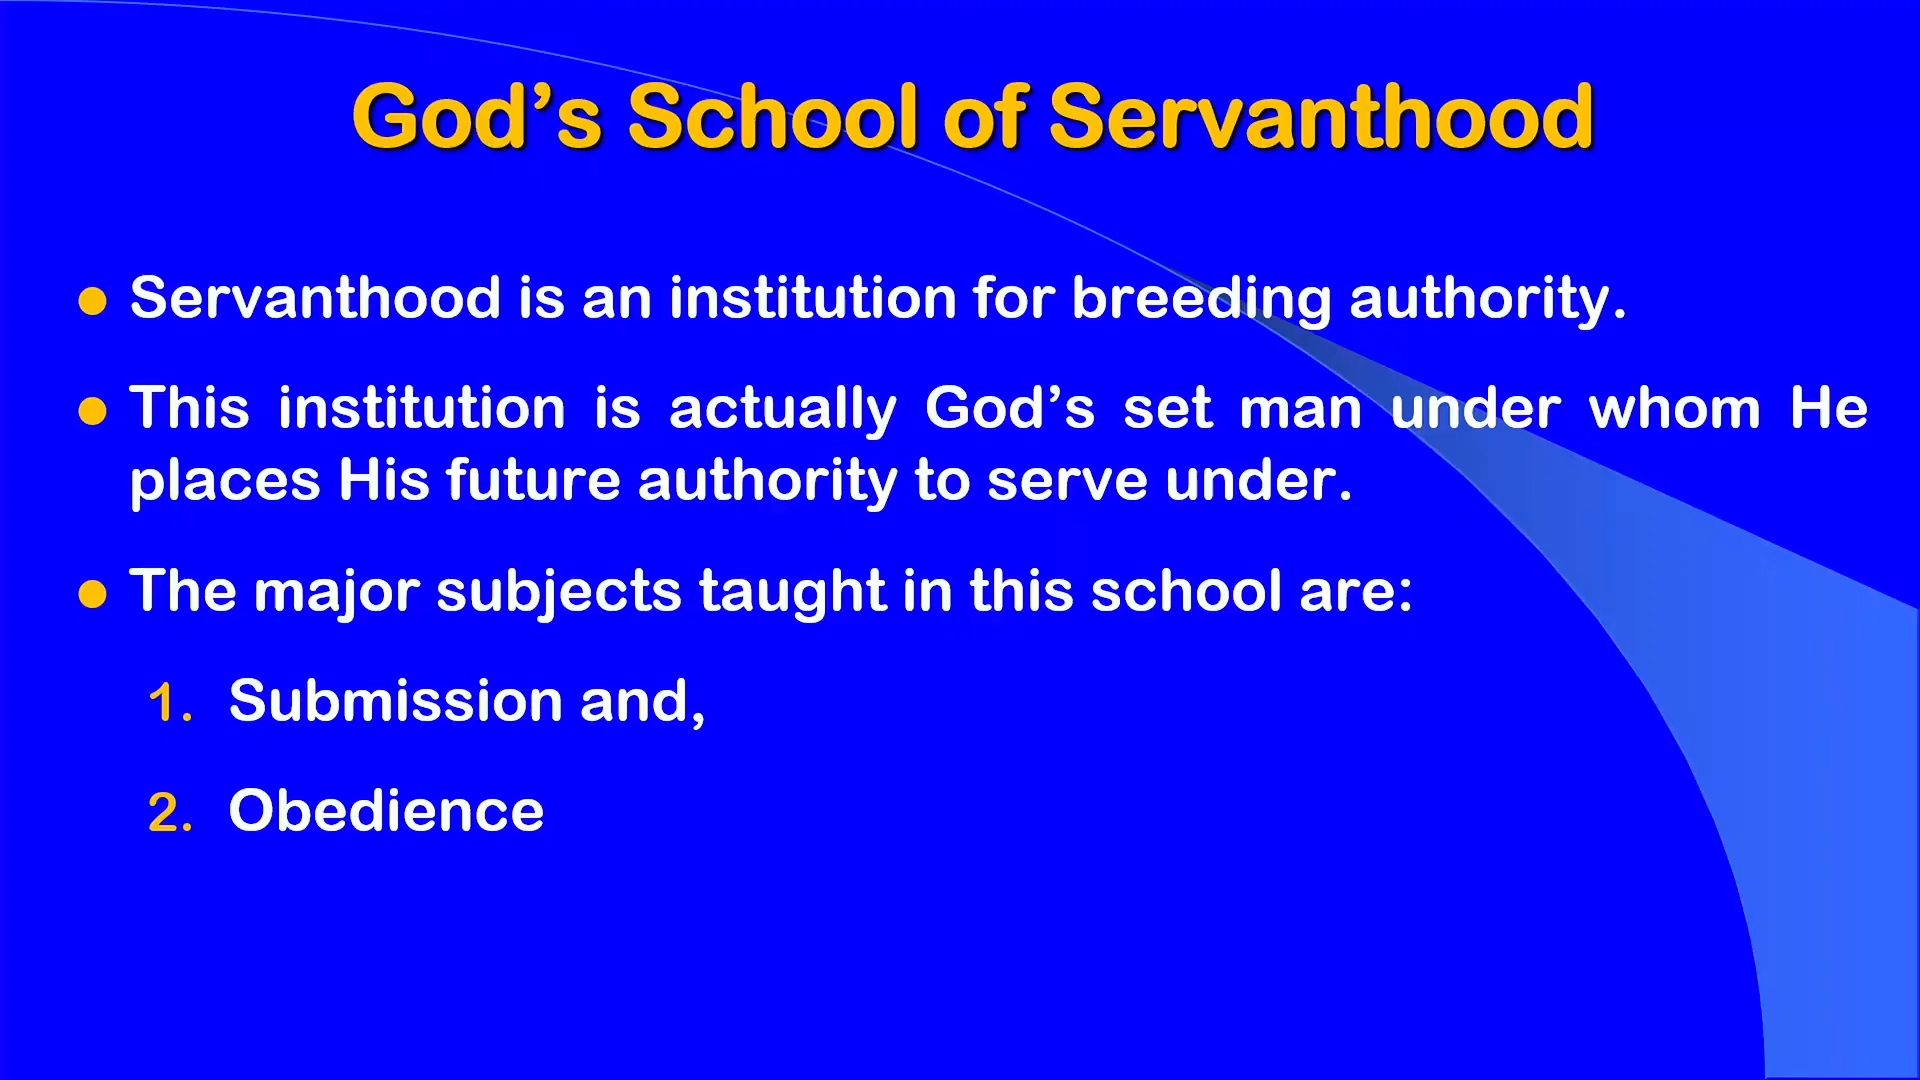 God’s School of Servanthood
● Servanthood is an institution for breeding authority.
● This institution is actually God’s set man under whom He
places His future authority to serve under.
● The major subjects taught in this school are:
1. Submission and,
2. Obedience